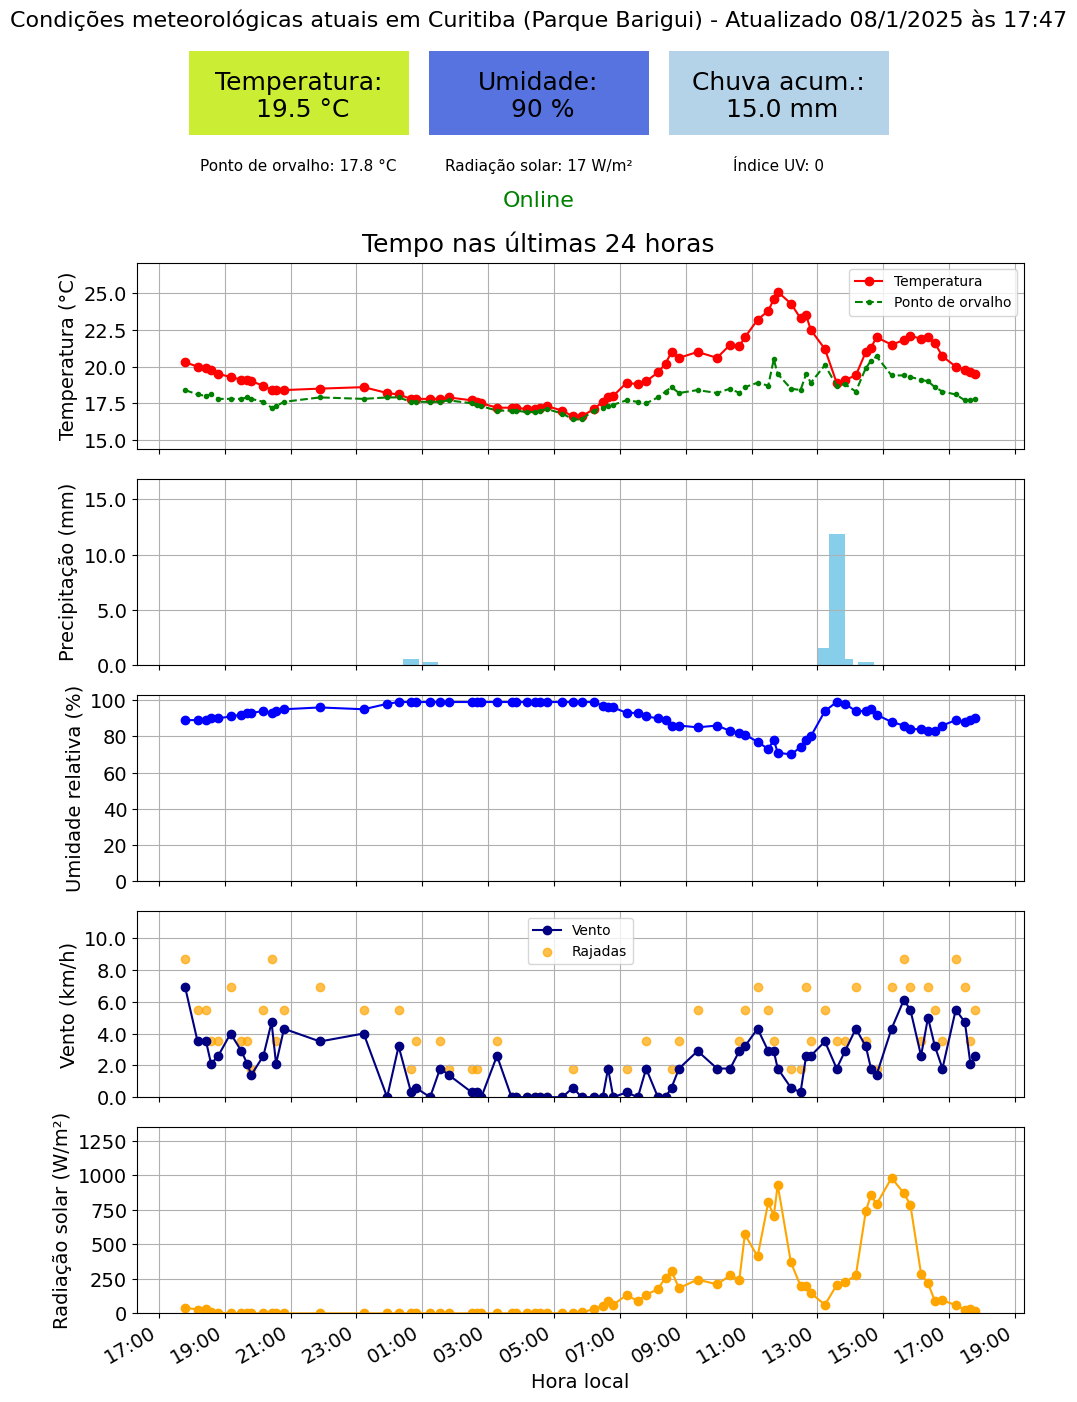 Condições meteorológicas atuais em Curitiba (Parque Barigui) - Atualizado 08/1/2025 às 17:47
Temperatura:
19.5 °C
Umidade:
90 %
Chuva acum.:
15.0 mm
Ponto de orvalho: 17.8 °C
Radiação solar: 17 W/m²
Índice UV: 0
Online
Tempo nas últimas 24 horas
Temperatura (°C)
25.0
22.5
20.0
17.5
15.0
Temperatura
Ponto de orvalho
Precipitação (mm)
15.0
10.0
5.0
0.0
Umidade relativa (%)
100
80
60
40
20
0
Vento (km/h)
10.0
8.0
6.0
4.0
2.0
0.0
Vento
Rajadas
Radiação solar (W/m²)
1250
1000
750
500
250
0
17:00
19:00
21:00
23:00
01:00
03:00
05:00
07:00
09:00
11:00
13:00
15:00
17:00
19:00
Hora local